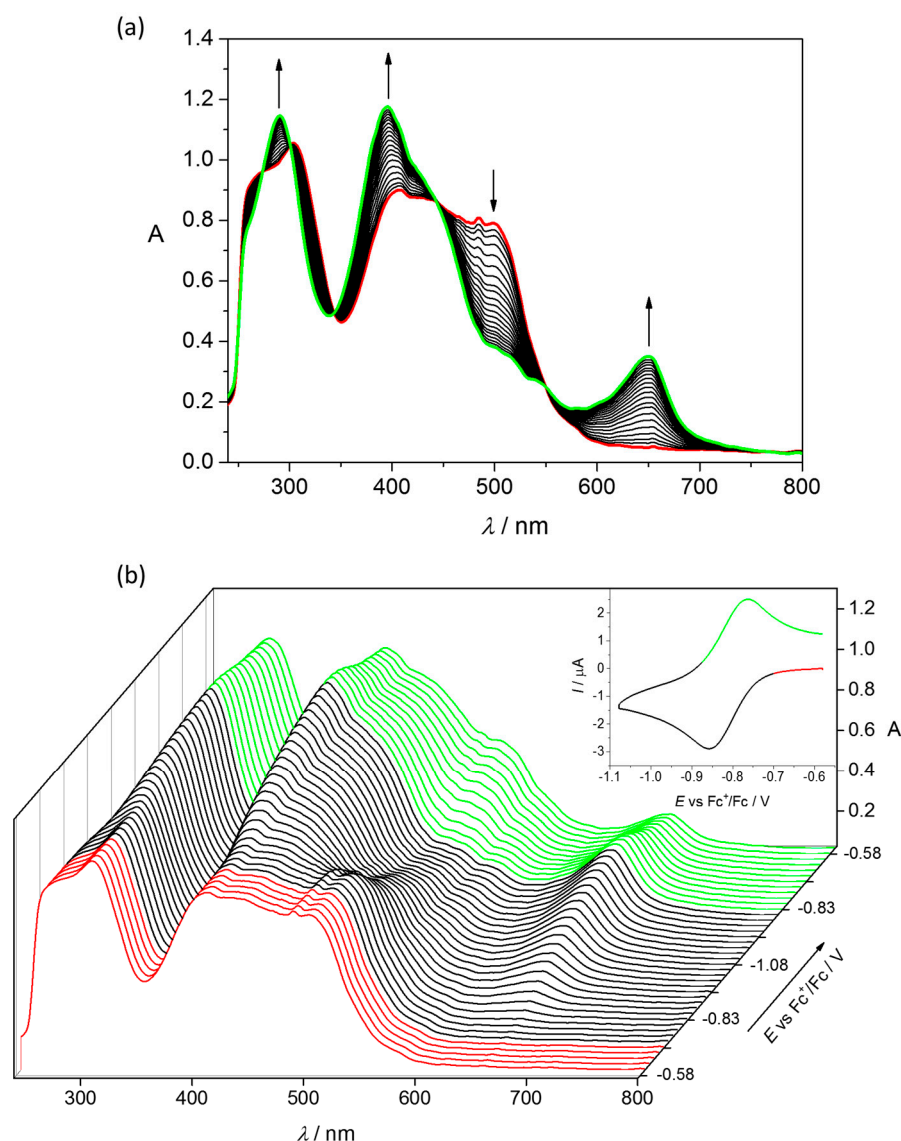 (a)
1.4
1.2
1.0
0.8
A
0.6
0.4
0.2
0.0
300 400 500 600 700 800
λ / nm
(b)
1.2
1.0
0.8
A
0.6
0.4
0.2
2
1
0
-1
-2
-3
I / μA
-1.1 -1.0 -0.9 -0.8 -0.7 -0.6
E vs Fc⁺/Fc / V
-0.58
-0.83
-1.08
-0.83
-0.58
E vs Fc⁺/Fc / V
300 400 500 600 700 800
λ / nm